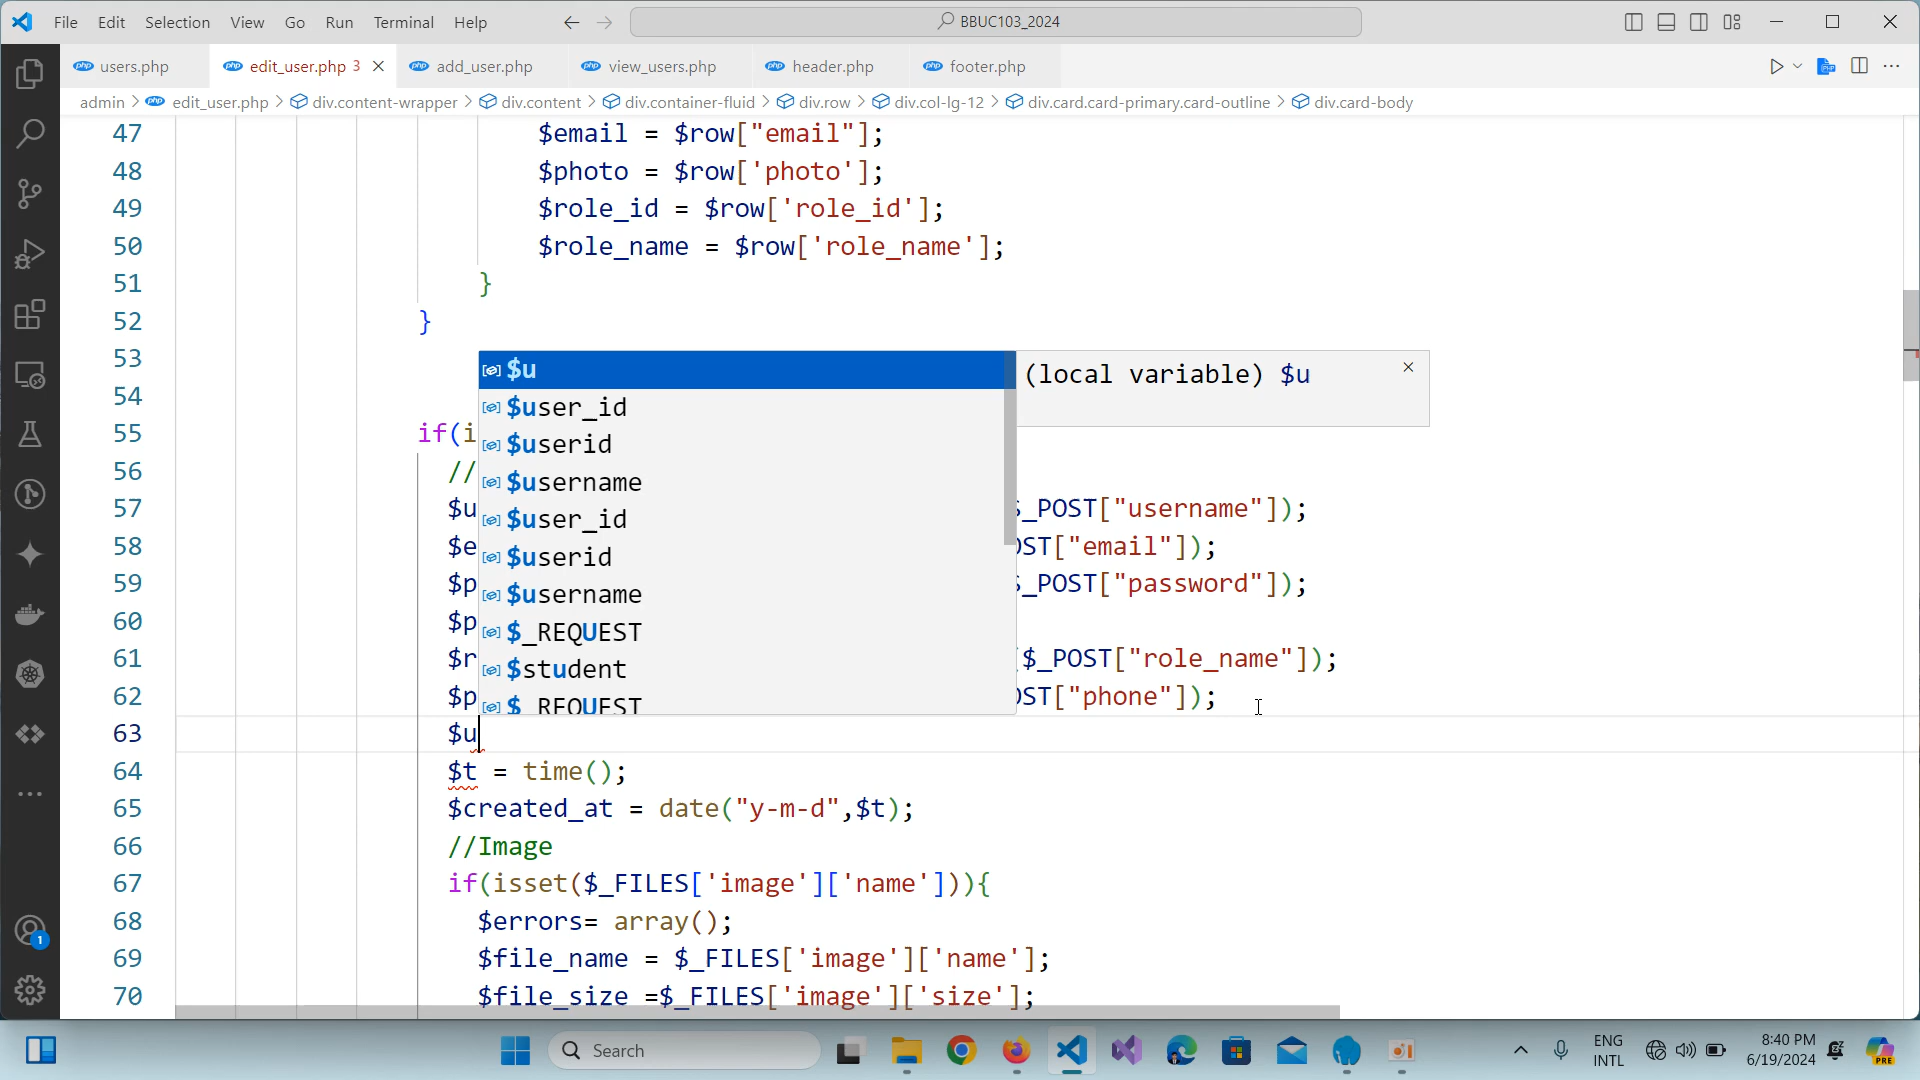 File Edit Selection View Go Run Terminal Help
BBUC103_2024
users.php
edit_user.php 3
add_user.php
view_users.php
header.php
footer.php
admin > edit_user.php > div.content-wrapper > div.content > div.container-fluid > div.row > div.col-lg-12 > div.card.card-primary.card-outline > div.card-body
47 $email = $row["email"];
48 $photo = $row['photo'];
49 $role_id = $row['role_id'];
50 $role_name = $row['role_name'];
51 }
52 }
53
54
55 if(i
56 //
57 $u $_POST["username"]);
58 $e OST["email"]);
59 $p $_POST["password"]);
60 $p
61 $r ($_POST["role_name"]);
62 $p OST["phone"]);
63 $u
64 $t = time();
65 $created_at = date("y-m-d",$t);
66 //Image
67 if(isset($_FILES['image']['name'])){
68 $errors= array();
69 $file_name = $_FILES['image']['name'];
70 $file_size =$_FILES['image']['size'];
$u
$user_id
$userid
$username
$user_id
$userid
$username
$_REQUEST
$student
$_REQUEST
(local variable) $u
1
Search
ENG
INTL
8:40 PM
6/19/2024
PRE